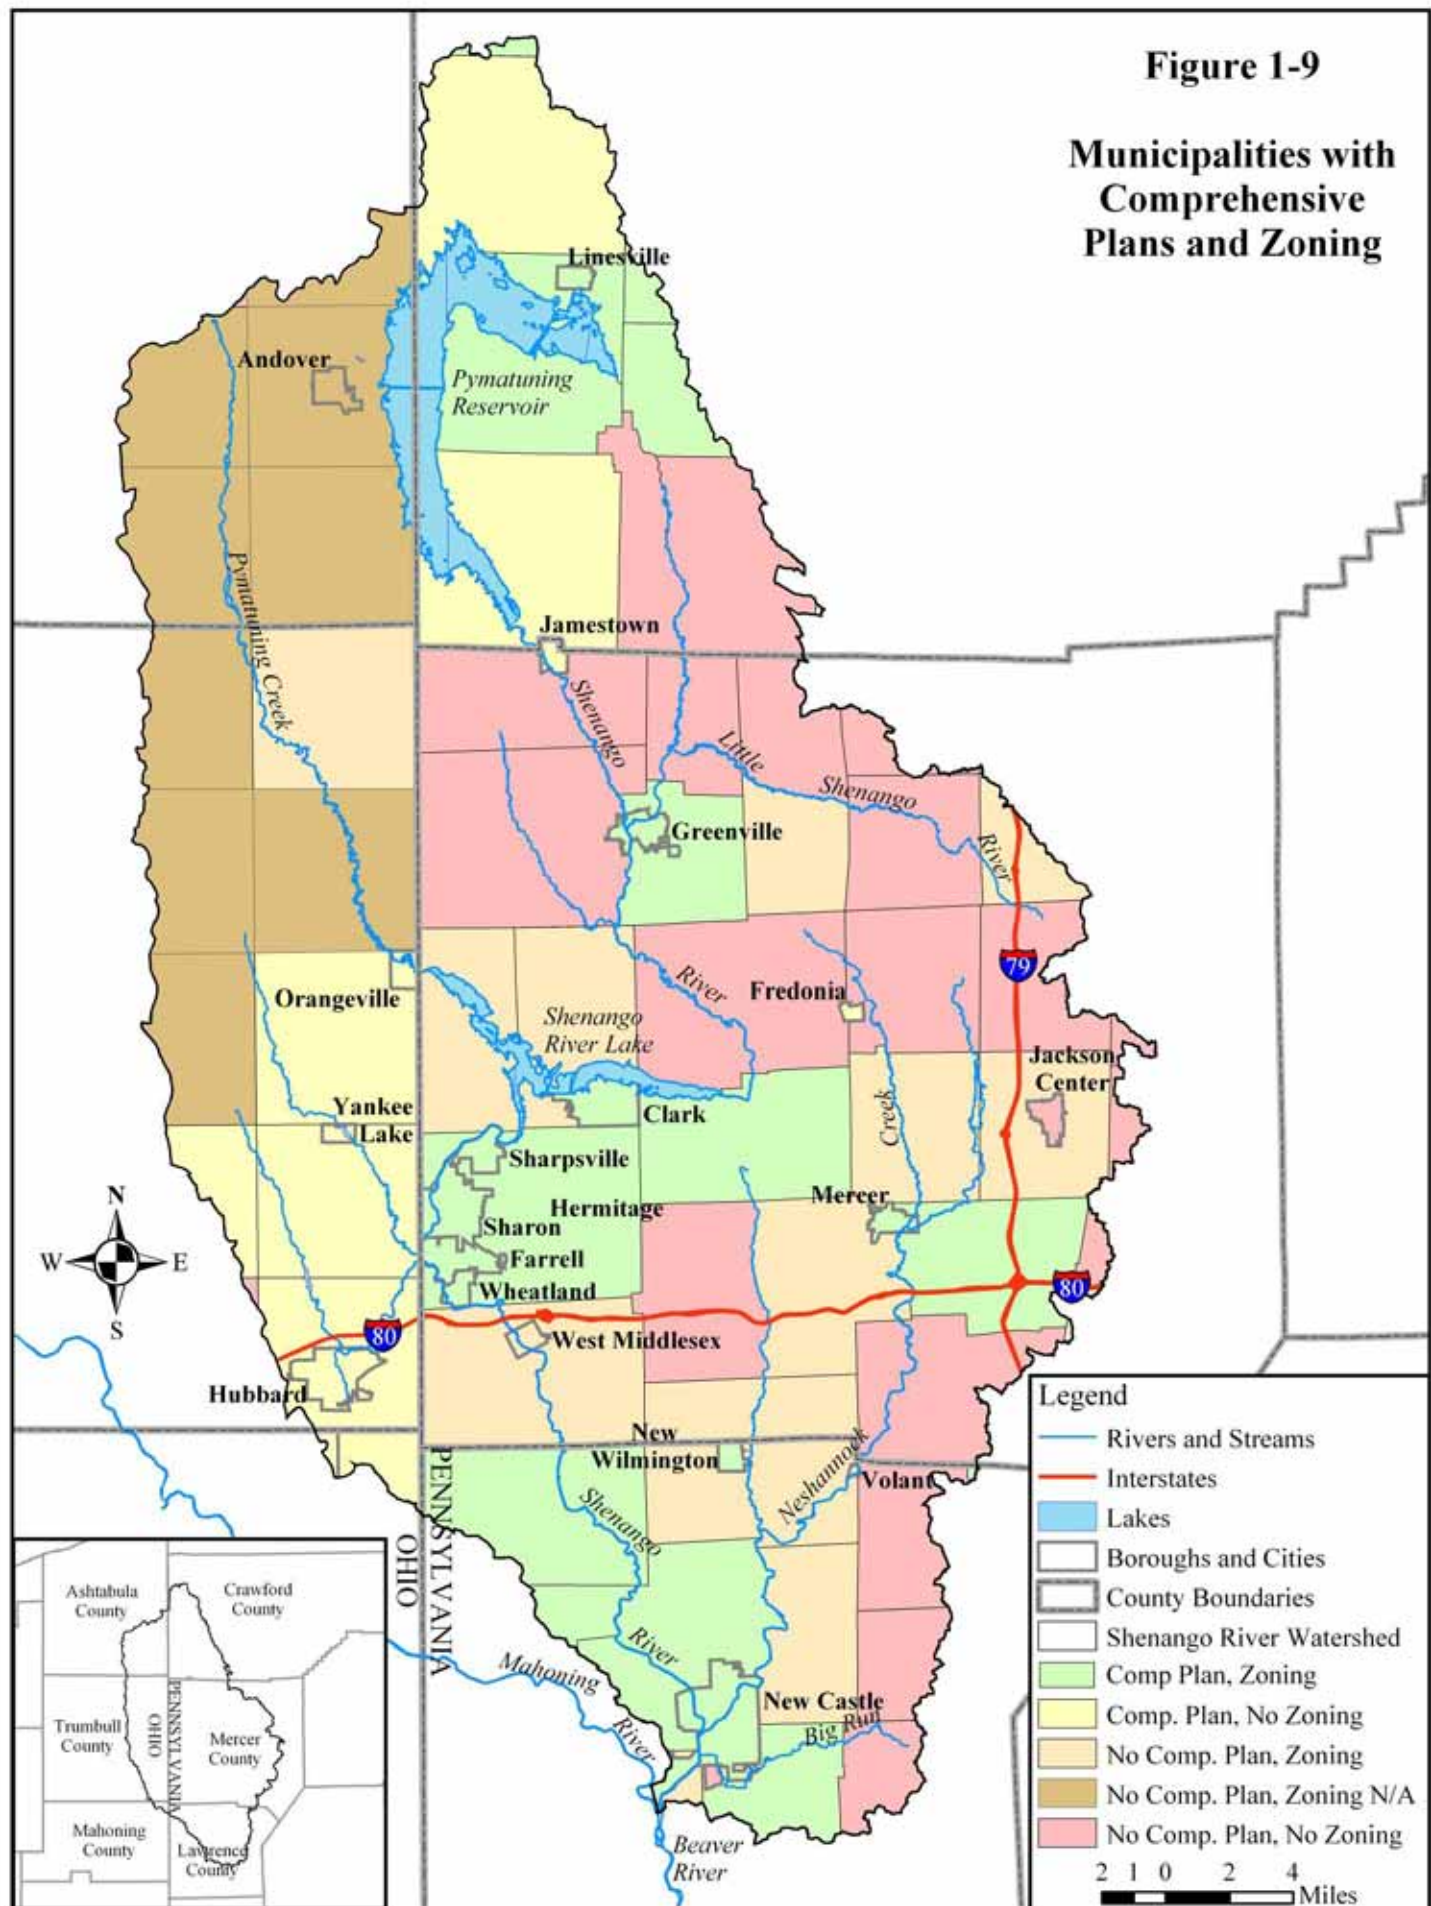 Figure 1-9
Municipalities with
Comprehensive
Plans and Zoning
Linesville
Andover
Pymatuning
Reservoir
Pymatuning Creek
Jamestown
Shenango
Little
Shenango
River
Greenville
79
Orangeville
River
Fredonia
Shenango
River Lake
Jackson
Center
Yankee
Lake
Clark
Creek
Sharpsville
Hermitage
Mercer
Sharon
Farrell
Wheatland
N
W
E
S
80
80
West Middlesex
Hubbard
New
Wilmington
Neshannock
Volant
Shenango
PENNSYLVANIA
OHIO
River
Mahoning
River
New Castle
Big Run
Beaver
River
Legend
Rivers and Streams
Interstates
Lakes
Boroughs and Cities
County Boundaries
Shenango River Watershed
Comp Plan, Zoning
Comp. Plan, No Zoning
No Comp. Plan, Zoning
No Comp. Plan, Zoning N/A
No Comp. Plan, No Zoning
2 1 0 2 4
Miles
Ashtabula
County
Crawford
County
Trumbull
County
PENNSYLVANIA
OHIO
Mercer
County
Mahoning
County
Lawrence
County